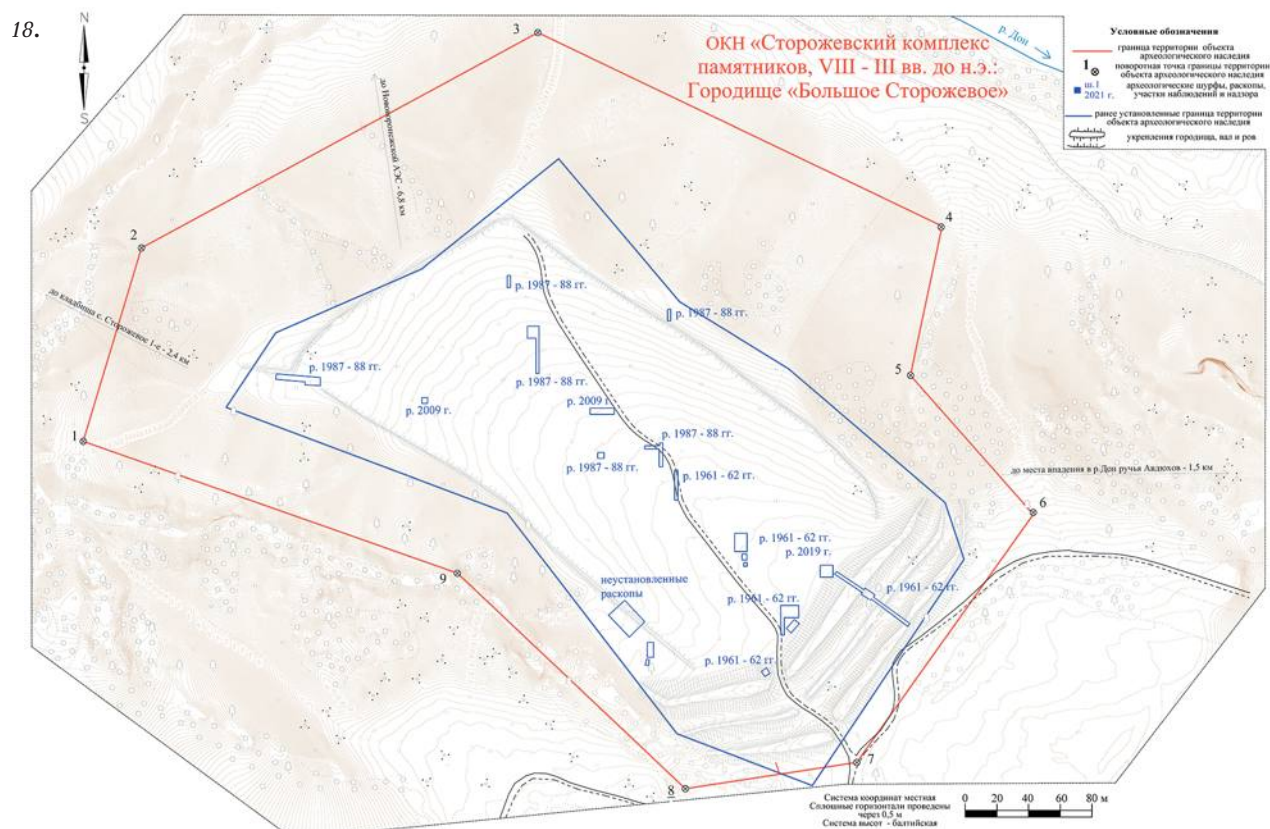 18.
N
S
ОКН «Сторожевский комплекс
памятников, VIII - III вв. до н.э.:
Городище «Большое Сторожевое»
р. Дон
Условные обозначения
граница территории объекта
археологического наследия
1
поворотная точка границы территории
объекта археологического наследия
ш.1
2021 г.
археологические шурфы, раскопы,
участки наблюдений и надзора
ранее установленные граница территории
объекта археологического наследия
укрепления городища, вал и ров
3
до Нововоронежской АЭС - 6,8 км
2
4
р. 1987 - 88 гг.
р. 1987 - 88 гг.
до кладбища с. Сторожевое 1-е - 2,4 км
р. 1987 - 88 гг.
р. 1987 - 88 гг.
5
р. 2009 г.
р. 2009 г.
1
р. 1987 - 88 гг.
р. 1987 - 88 гг.
до места впадения в р.Дон ручья Авдюхов - 1,5 км
р. 1961 - 62 гг.
6
р. 1961 - 62 гг.
р. 2019 г.
9
неустановленные
раскопы
р. 1961 - 62 гг.
р. 1961 - 62 гг.
р. 1961 - 62 гг.
7
8
Система координат местная
Сплошные горизонтали проведены
через 0,5 м
Система высот - балтийская
0 20 40 60 80 м